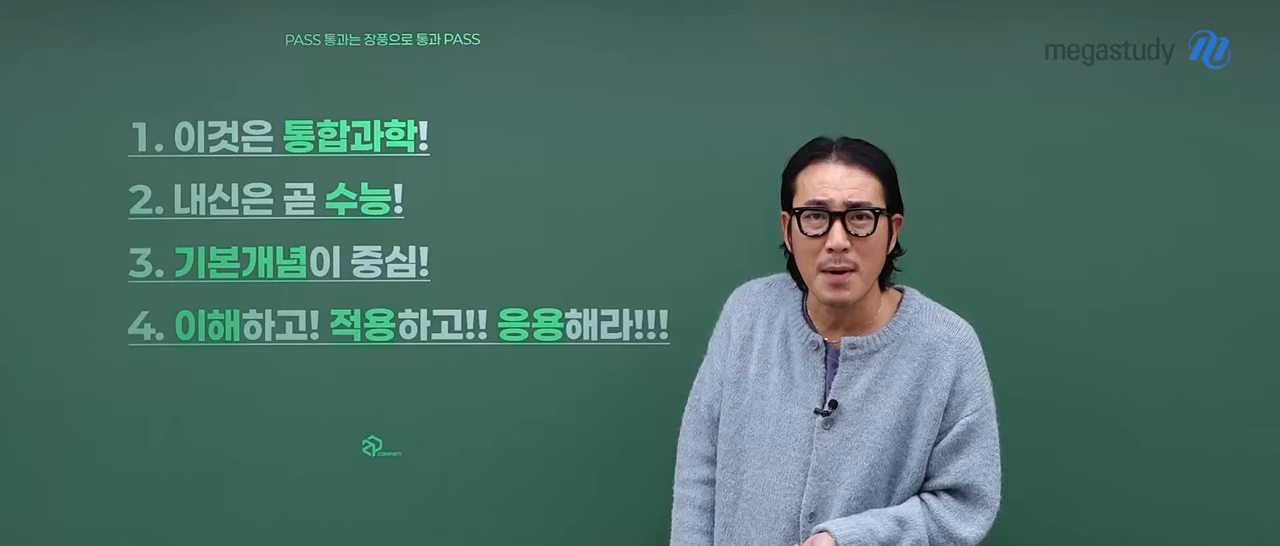 PASS 통과는 장풍으로 통과 PASS
megastudy
1. 이것은 통합과학!
2. 내신은 곧 수능!
3. 기본개념이 중심!
4. 이해하고! 적용하고!! 응용해라!!!